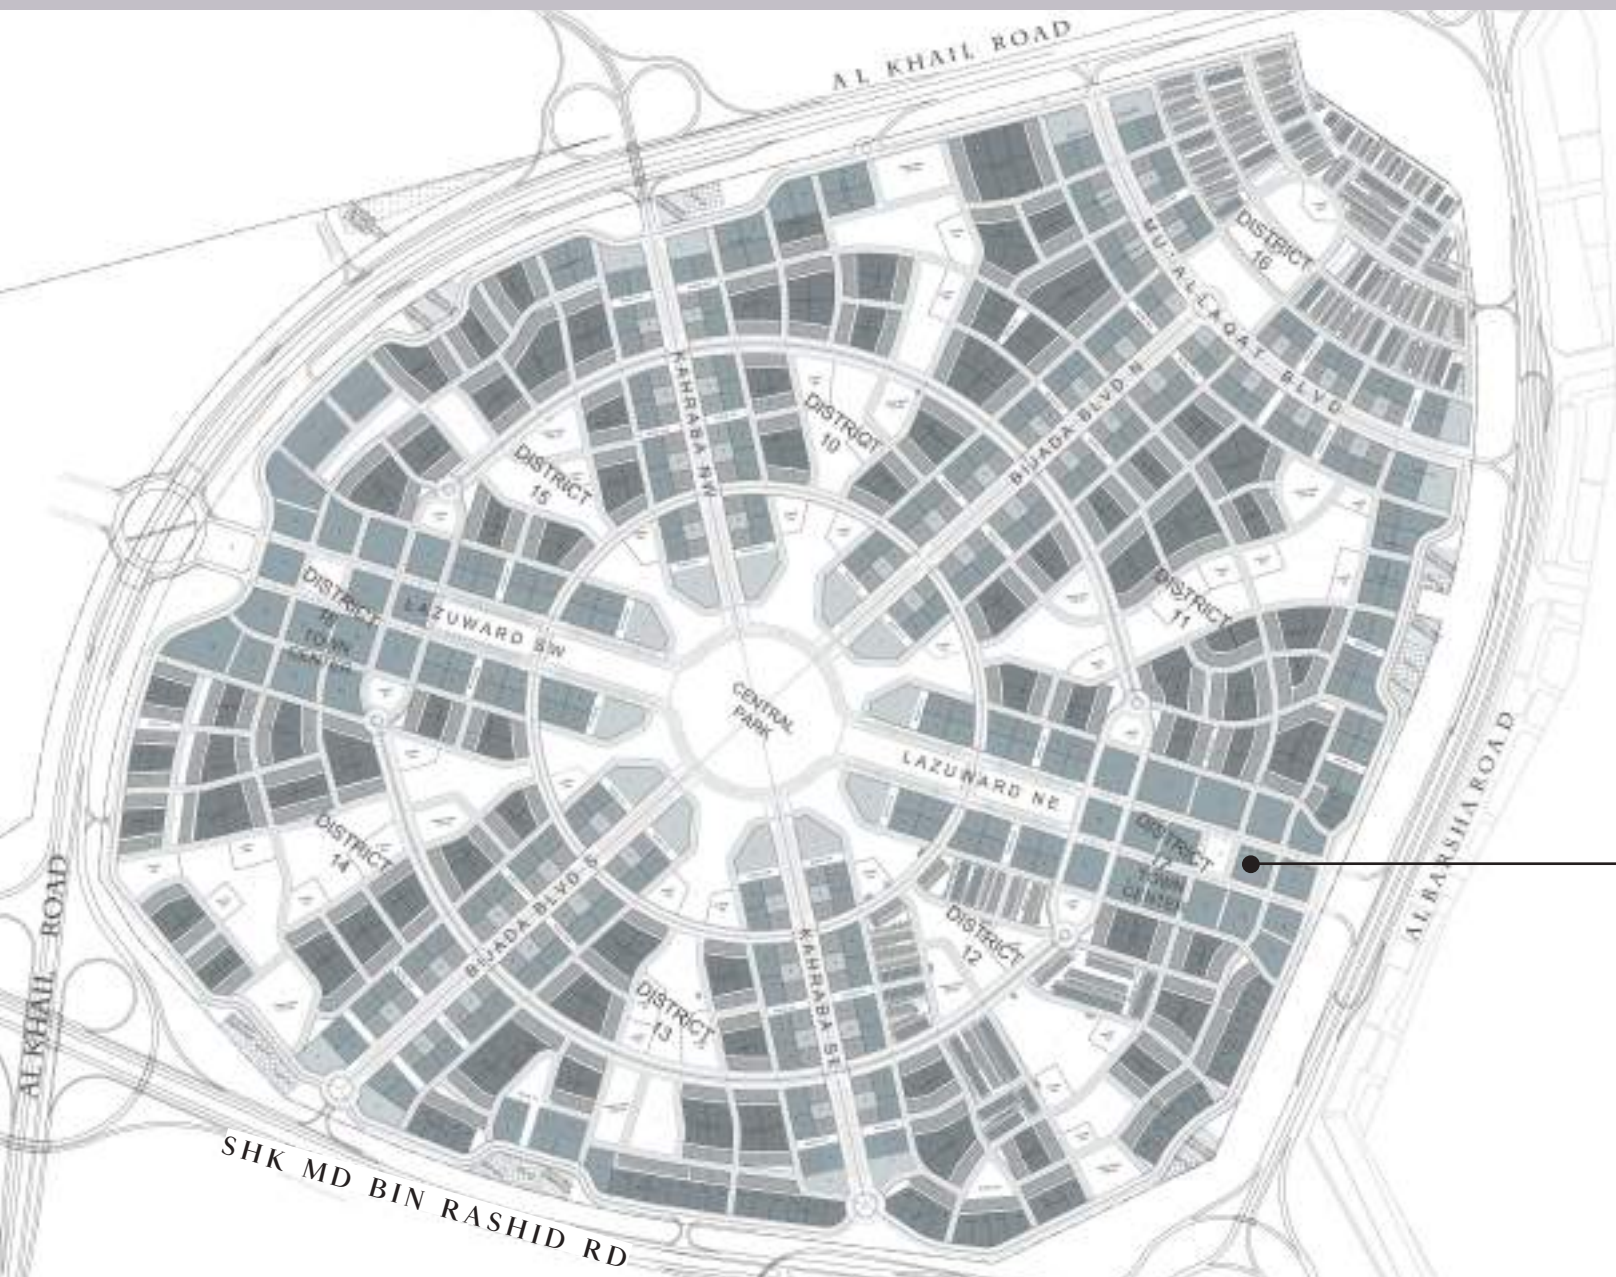 AL KHAIL ROAD
DISTRICT
16
MU'ALLAQAT BLVD
KAHRABA NW
BIJADA BLVD N
DISTRICT
10
DISTRICT
15
DISTRICT
11
DISTRICT
TOWN
LAZUWARD SW
CENTRAL
PARK
LAZUWARD NE
AL BARSHA ROAD
DISTRICT
17
TOWN
CENTER
DISTRICT
14
DISTRICT
12
BIJADA BLVD S
KAHRABA SE
DISTRICT
13
AL KHAIL ROAD
SHK MD BIN RASHID RD